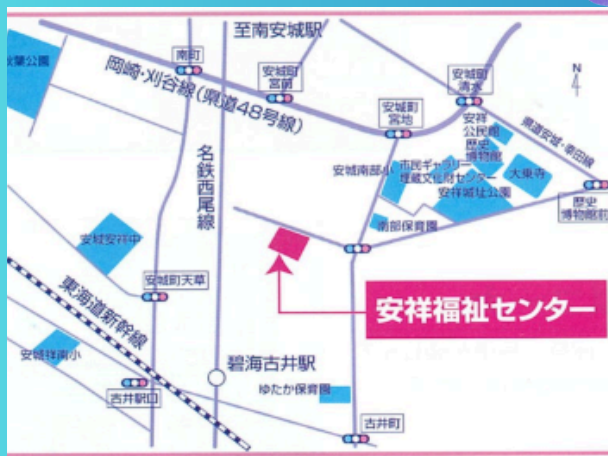 至南安城駅
南町
秋葉公園
岡崎・刈谷線(県道48号線)
安城町
宮前
安城町
清水
N
安城町
宮地
安祥
公民館
歴史
博物館
県道安城・幸田線
名鉄西尾線
安城南部小
市民ギャラリー
埋蔵文化財センター
大東寺
安祥城址公園
歴史
博物館前
南部保育園
安城安祥中
安城町天草
安祥福祉センター
東海道新幹線
安城祥南小
碧海古井駅
古井駅口
ゆたか保育園
古井町